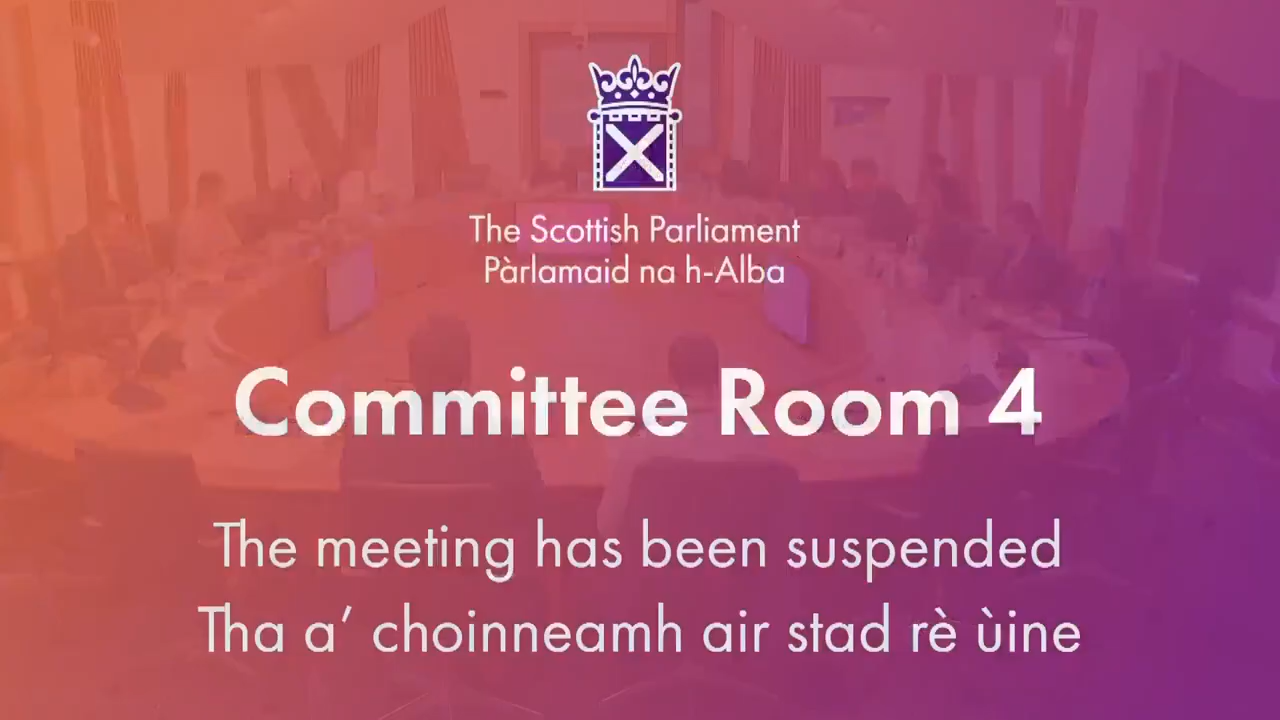 The Scottish Parliament
Pàrlamaid na h-Alba
Committee Room 4
The meeting has been suspended
Tha a’ choinneamh air stad rè ùine